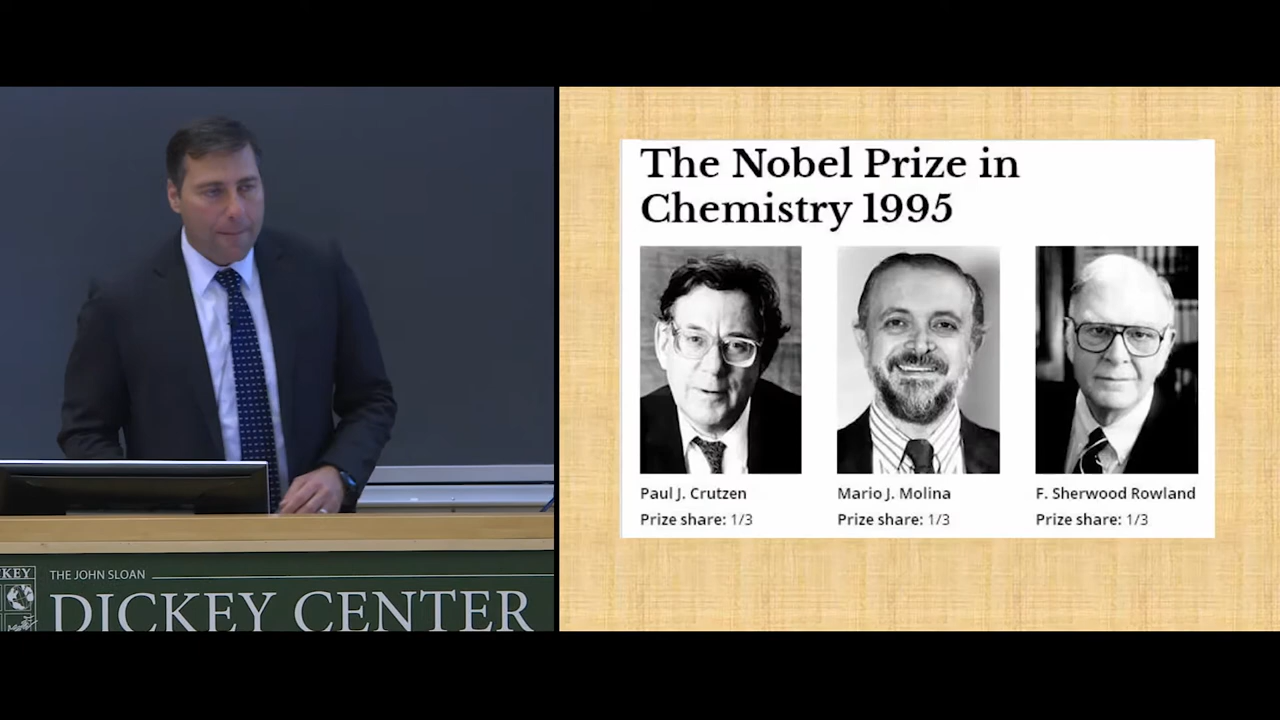 The Nobel Prize in
Chemistry 1995
Paul J. Crutzen
Prize share: 1/3
Mario J. Molina
Prize share: 1/3
F. Sherwood Rowland
Prize share: 1/3
KEY
THE JOHN SLOAN
DICKEY CENTER